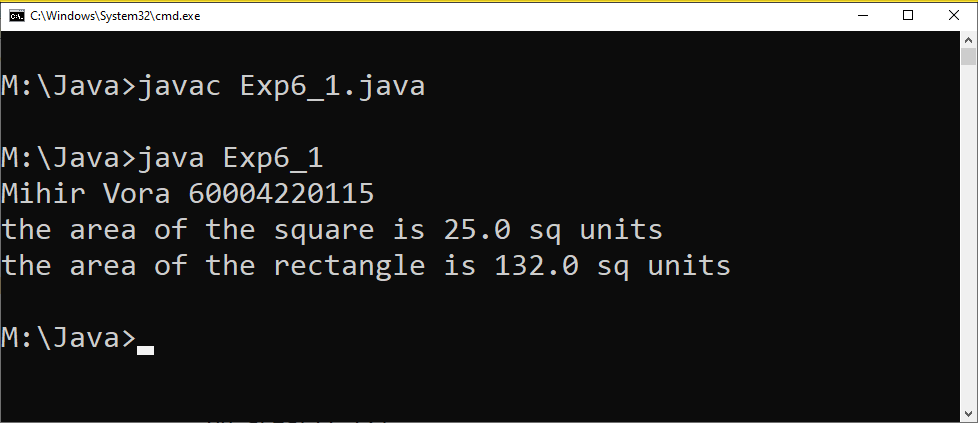 C:\Windows\System32\cmd.exe
M:\Java>javac Exp6_1.java
M:\Java>java Exp6_1
Mihir Vora 60004220115
the area of the square is 25.0 sq units
the area of the rectangle is 132.0 sq units
M:\Java>